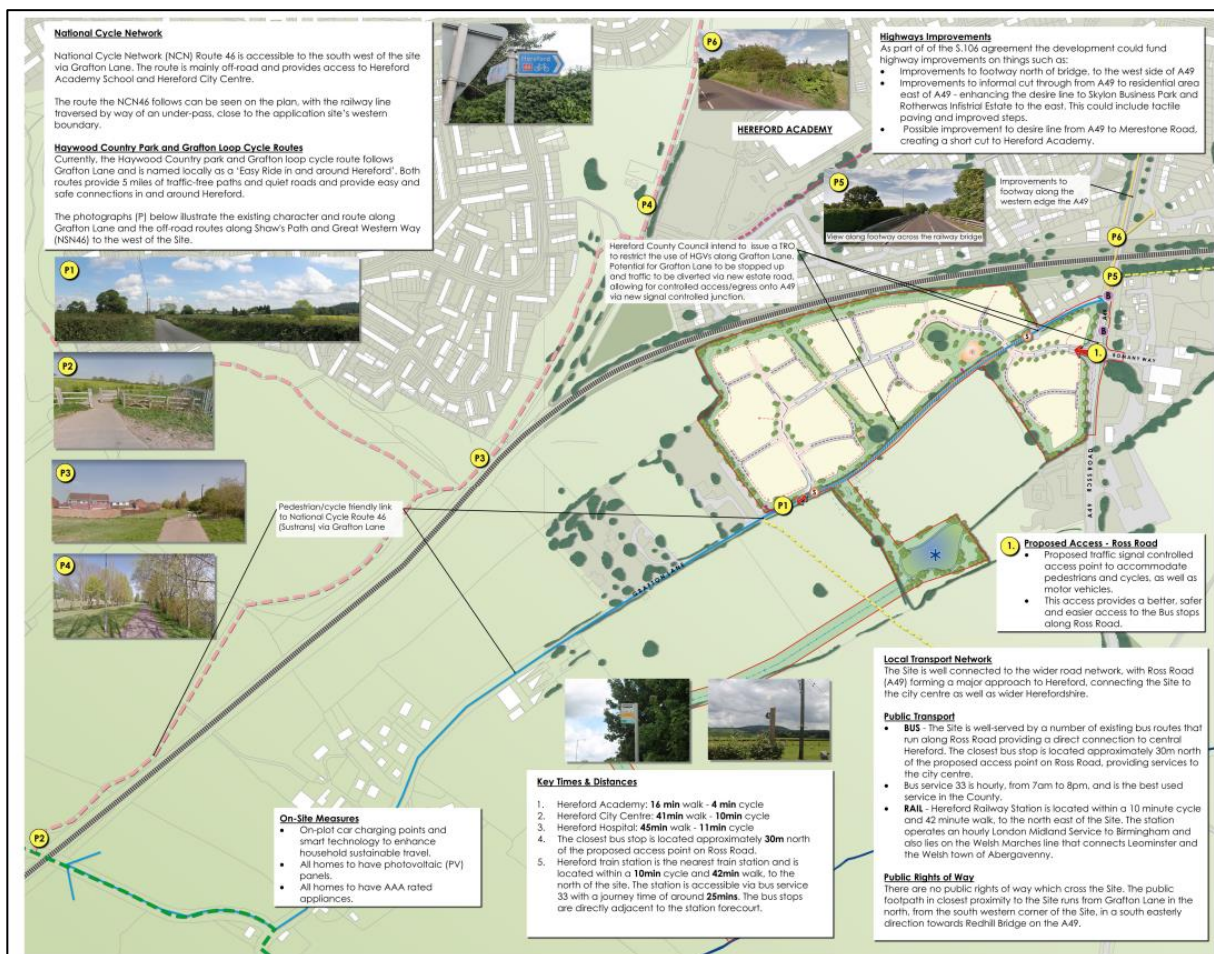 National Cycle Network
National Cycle Network (NCN) Route 46 is accessible to the south west of the site
via Grafton Lane. The route is mainly off-road and provides access to Hereford
Academy School and Hereford City Centre.
The route the NCN46 follows can be seen on the plan, with the railway line
traversed by way of an under-pass, close to the application site's western
boundary.
Haywood Country Park and Grafton Loop Cycle Routes
Currently, the Haywood Country park and Grafton loop cycle route follows
Grafton Lane and is named locally as a 'Easy Ride in and around Hereford'. Both
routes provide 5 miles of traffic-free paths and quiet roads and provide easy and
safe connections in and around Hereford.
The photographs (P) below illustrate the existing character and route along
Grafton Lane and the off-road routes along Shaw's Path and Great Western Way
(NSN46) to the west of the Site.
Hereford
P6
HEREFORD ACADEMY
Highways Improvements
As part of of the S.106 agreement the development could fund
highway improvements on things such as:
• Improvements to footway north of bridge, to the west side of A49
• Improvements to informal cut through from A49 to residential area
east of A49 - enhancing the desire line to Skylon Business Park and
Rotherwas Infistrial Estate to the east. This could include tactile
paving and improved steps.
• Possible improvement to desire line from A49 to Merestone Road,
creating a short cut to Hereford Academy.
P5
View along footway across the railway bridge
Improvements to
footway along the
western edge the A49
P4
P6
P5
Hereford County Council intend to issue a TRO
to restrict the use of HGVs along Grafton Lane.
Potential for Grafton Lane to be stopped up
and traffic to be diverted via new estate road,
allowing for controlled access/egress onto A49
via new signal controlled junction.
P1
P2
P3
P4
B
A49
B
1.
ROMANY WAY
S
S
P3
P1
A49 ROSS ROAD
GRAFTON LANE
Pedestrian/cycle friendly link
to National Cycle Route 46
(Sustrans) via Grafton Lane
1. Proposed Access - Ross Road
• Proposed traffic signal controlled
access point to accommodate
pedestrians and cycles, as well as
motor vehicles.
• This access provides a better, safer
and easier access to the Bus stops
along Ross Road.
P2
On-Site Measures
• On-plot car charging points and
smart technology to enhance
household sustainable travel.
• All homes to have photovoltaic (PV)
panels.
• All homes to have AAA rated
appliances.
Key Times & Distances
1. Hereford Academy: 16 min walk - 4 min cycle
2. Hereford City Centre: 41min walk - 10min cycle
3. Hereford Hospital: 45min walk - 11min cycle
4. The closest bus stop is located approximately 30m north
of the proposed access point on Ross Road.
5. Hereford train station is the nearest train station and is
located within a 10min cycle and 42min walk, to the
north of the site. The station is accessible via bus service
33 with a journey time of around 25mins. The bus stops
are directly adjacent to the station forecourt.
Local Transport Network
The Site is well connected to the wider road network, with Ross Road
(A49) forming a major approach to Hereford, connecting the Site to
the city centre as well as wider Herefordshire.
Public Transport
• BUS - The Site is well-served by a number of existing bus routes that
run along Ross Road providing a direct connection to central
Hereford. The closest bus stop is located approximately 30m north
of the proposed access point on Ross Road, providing services to
the city centre.
• Bus service 33 is hourly, from 7am to 8pm, and is the best used
service in the County.
• RAIL - Hereford Railway Station is located within a 10 minute cycle
and 42 minute walk, to the north east of the Site. The station
operates an hourly London Midland Service to Birmingham and
also lies on the Welsh Marches line that connects Leominster and
the Welsh town of Abergavenny.
Public Rights of Way
There are no public rights of way which cross the Site. The public
footpath in closest proximity to the Site runs from Grafton Lane in the
north, from the south western corner of the Site, in a south easterly
direction towards Redhill Bridge on the A49.